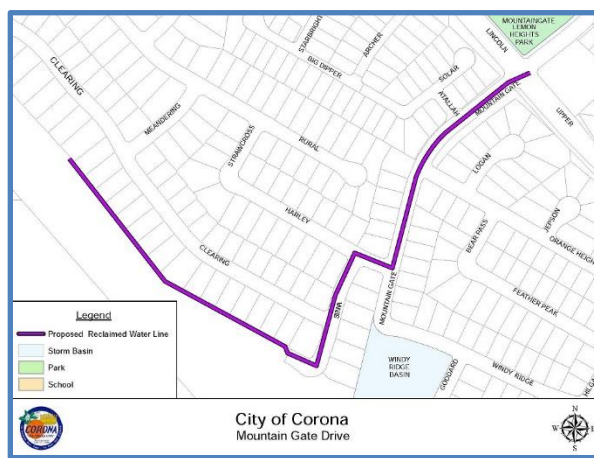 MOUNTAINGATE
LEMON
HEIGHTS
PARK
LINCOLN
STARBRIGHT
ARCHER
BIG DIPPER
SOLAR
ATALLAH
MOUNTAIN GATE
UPPER
CLEARING
MEANDERING
STRAWCROSS
RURAL
LOGAN
HARLEY
BEAR PASS
JEPSON
ORANGE HEIGH
CLEARING
FEATHER PEAK
MOUNTAIN GATE
WINDY
RIDGE
BASIN
GODDARD
WINDY RIDGE
Legend
Proposed Reclaimed Water Line
Storm Basin
Park
School
CORONA
City of Corona
Mountain Gate Drive
N
W
E
S